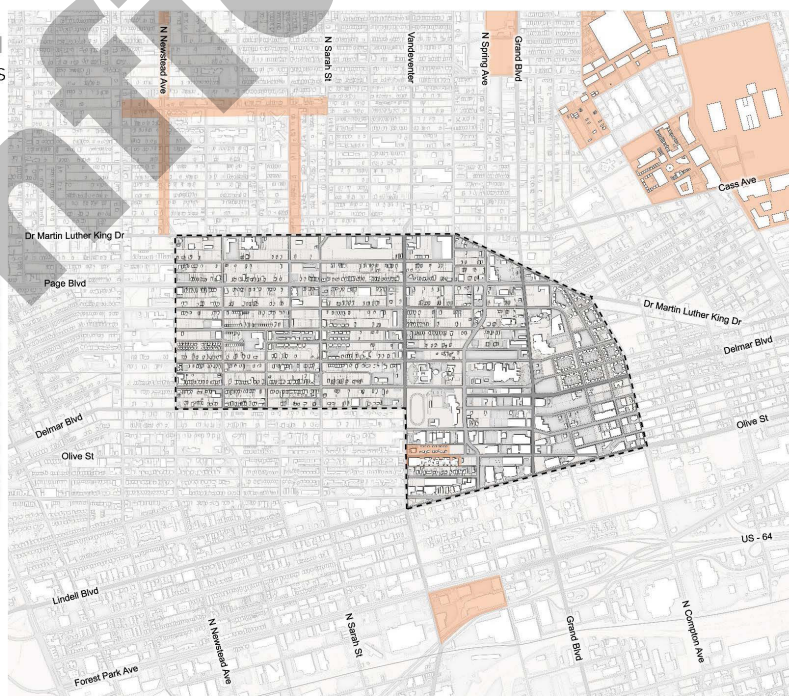 N Newstead Ave
N Sarah St
Vandeventer
N Spring Ave
Grand Blvd
Cass Ave
Dr Martin Luther King Dr
Page Blvd
Dr Martin Luther King Dr
Delmar Blvd
Delmar Blvd
Olive St
Olive St
US - 64
Lindell Blvd
N Newstead Ave
N Sarah St
Grand Blvd
N Compton Ave
Forest Park Ave